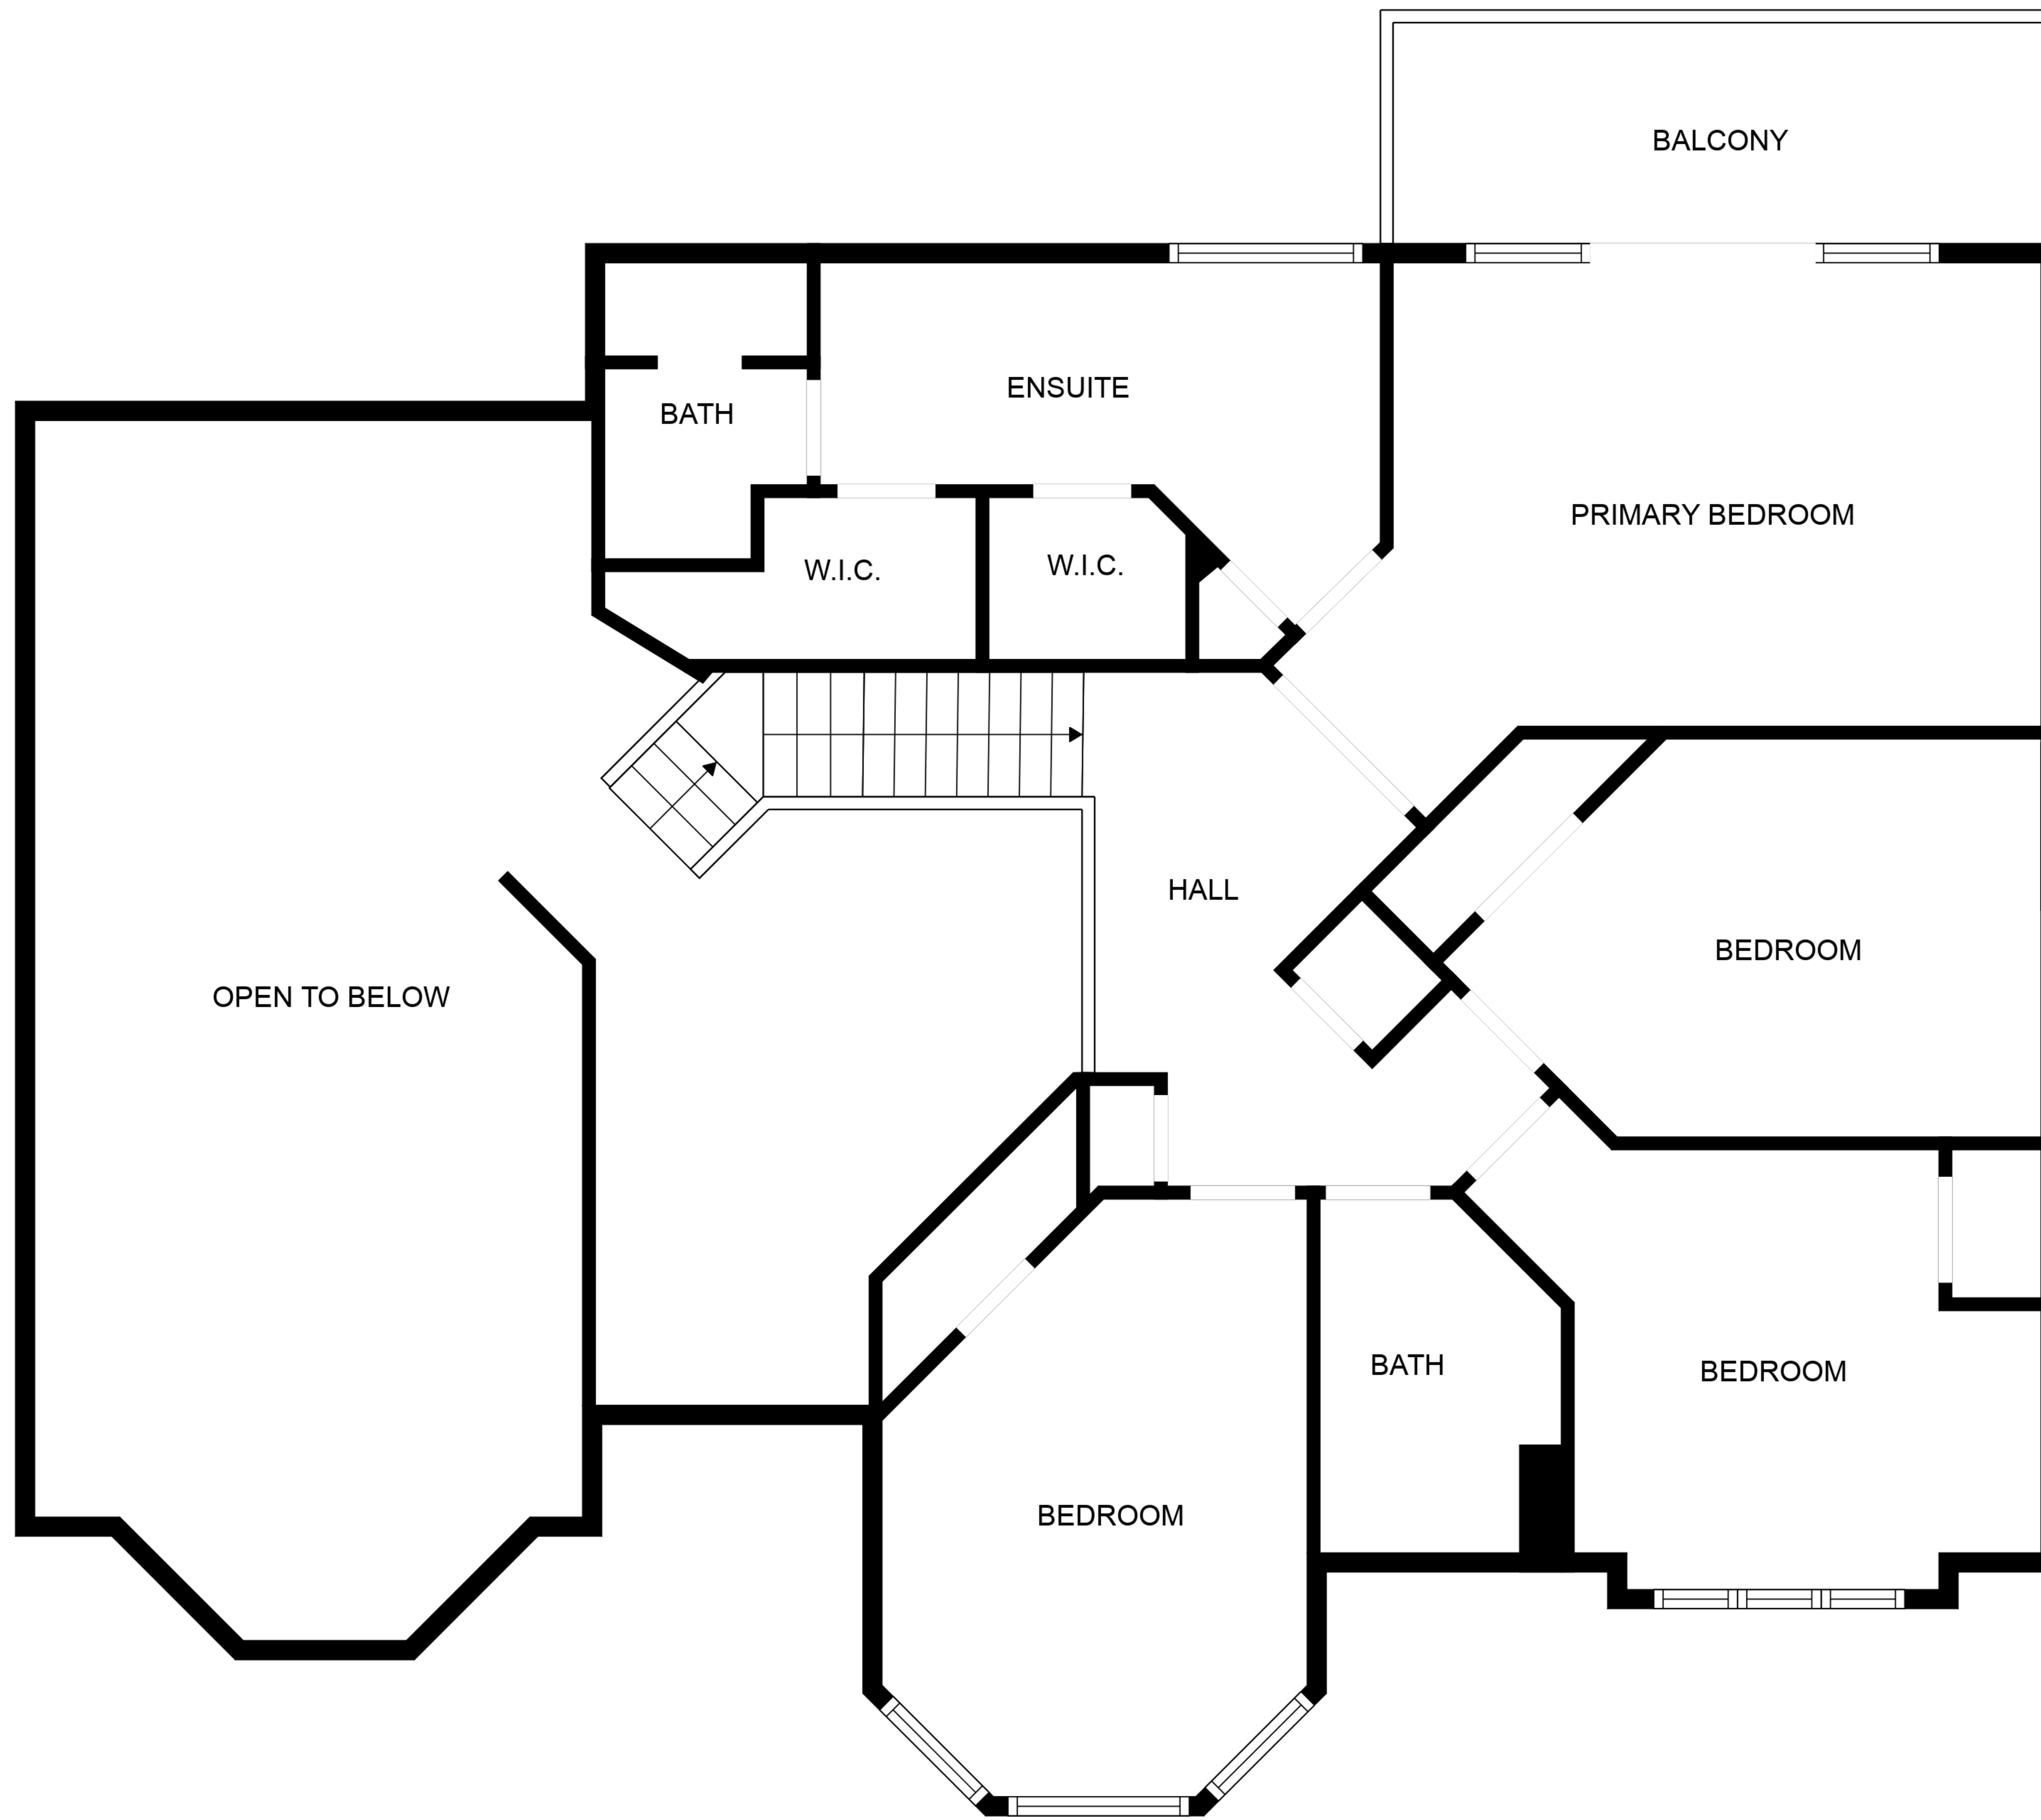 BALCONY
ENSUITE
BATH
PRIMARY BEDROOM
W.I.C.
W.I.C.
HALL
BEDROOM
OPEN TO BELOW
BATH
BEDROOM
BEDROOM